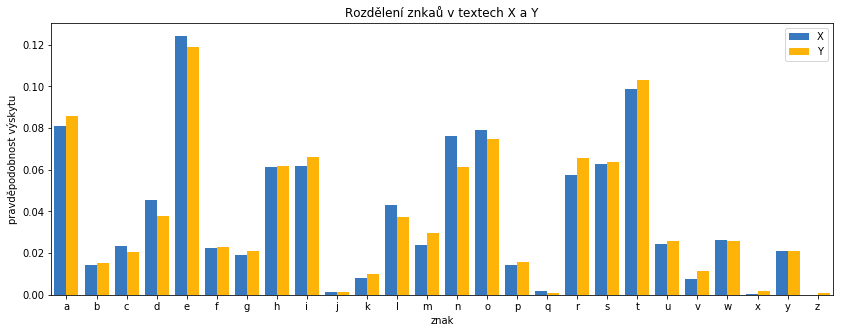 Rozdělení znkaů v textech X a Y
X
Y
pravděpodobnost výskytu
0.12
0.10
0.08
0.06
0.04
0.02
0.00
a b c d e f g h i j k l m n o p q r s t u v w x y z
znak